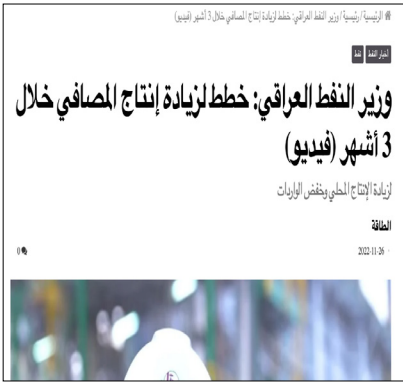 الرئيسية / رئيسية / وزير النفط العراقي: خطط لزيادة إنتاج المصافي خلال 3 أشهر (فيديو)
أخبار النفط نفط
وزير النفط العراقي: خطط لزيادة إنتاج المصافي خلال
3 أشهر (فيديو)
لزيادة الإنتاج المحلي وخفض الواردات
الطاقة
2022-11-26 0